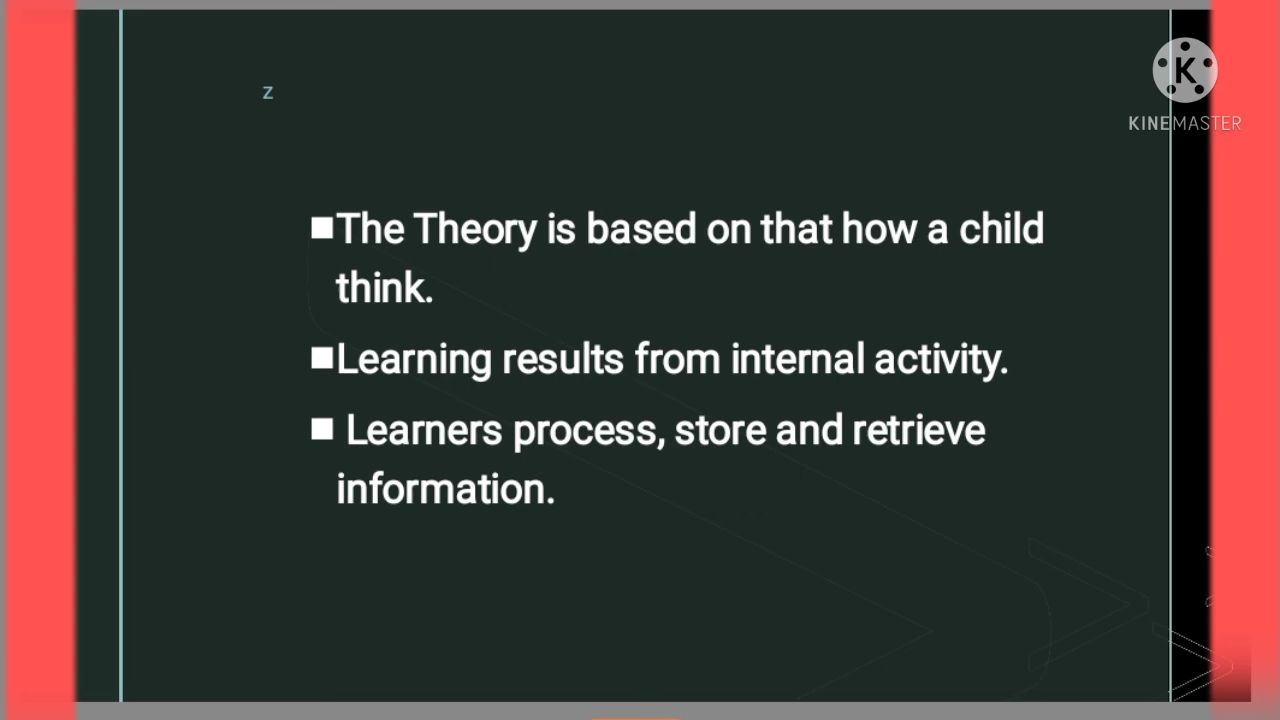 z
K
KINEMASTER
■The Theory is based on that how a child
think.
■Learning results from internal activity.
■ Learners process, store and retrieve
information.